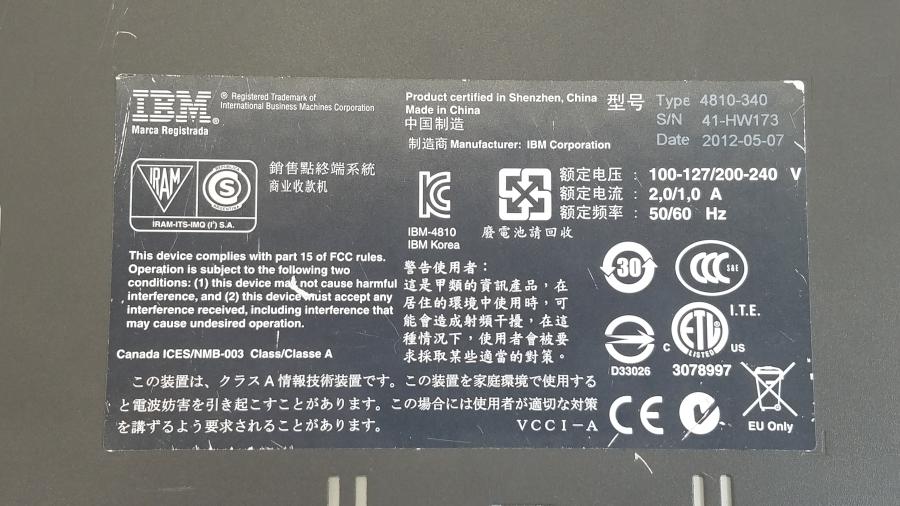 IBM®
Marca Registrada
® Registered Trademark of
International Business Machines Corporation
Product certified in Shenzhen, China
Made in China
中国制造
制造商 Manufacturer: IBM Corporation
型号 Type 4810-340
S/N 41-HW173
Date 2012-05-07
IRAM
S
ARGENTINA
IRAM-ITS-IMQ (I³) S.A.
銷售點終端系統
商业收款机
IBM-4810
IBM Korea
廢電池請回收
额定电压 : 100-127/200-240 V
额定电流 : 2,0/1,0 A
额定频率 : 50/60 Hz
This device complies with part 15 of FCC rules.
Operation is subject to the following two
conditions: (1) this device may not cause harmful
interference, and (2) this device must accept any
interference received, including interference that
may cause undesired operation.
Canada ICES/NMB-003 Class/Classe A
警告使用者：
這是甲類的資訊產品，在
居住的環境中使用時，可
能會造成射頻干擾，在這
種情況下，使用者會被要
求採取某些適當的對策。
30
CCC S&E
D33026
C ETL US
LISTED
I.T.E.
3078997
この装置は、クラスA情報技術装置です。この装置を家庭環境で使用する
と電波妨害を引き起こすことがあります。この場合には使用者が適切な対策
を講ずるよう要求されることがあります。 VCCI-A
CE
EU Only